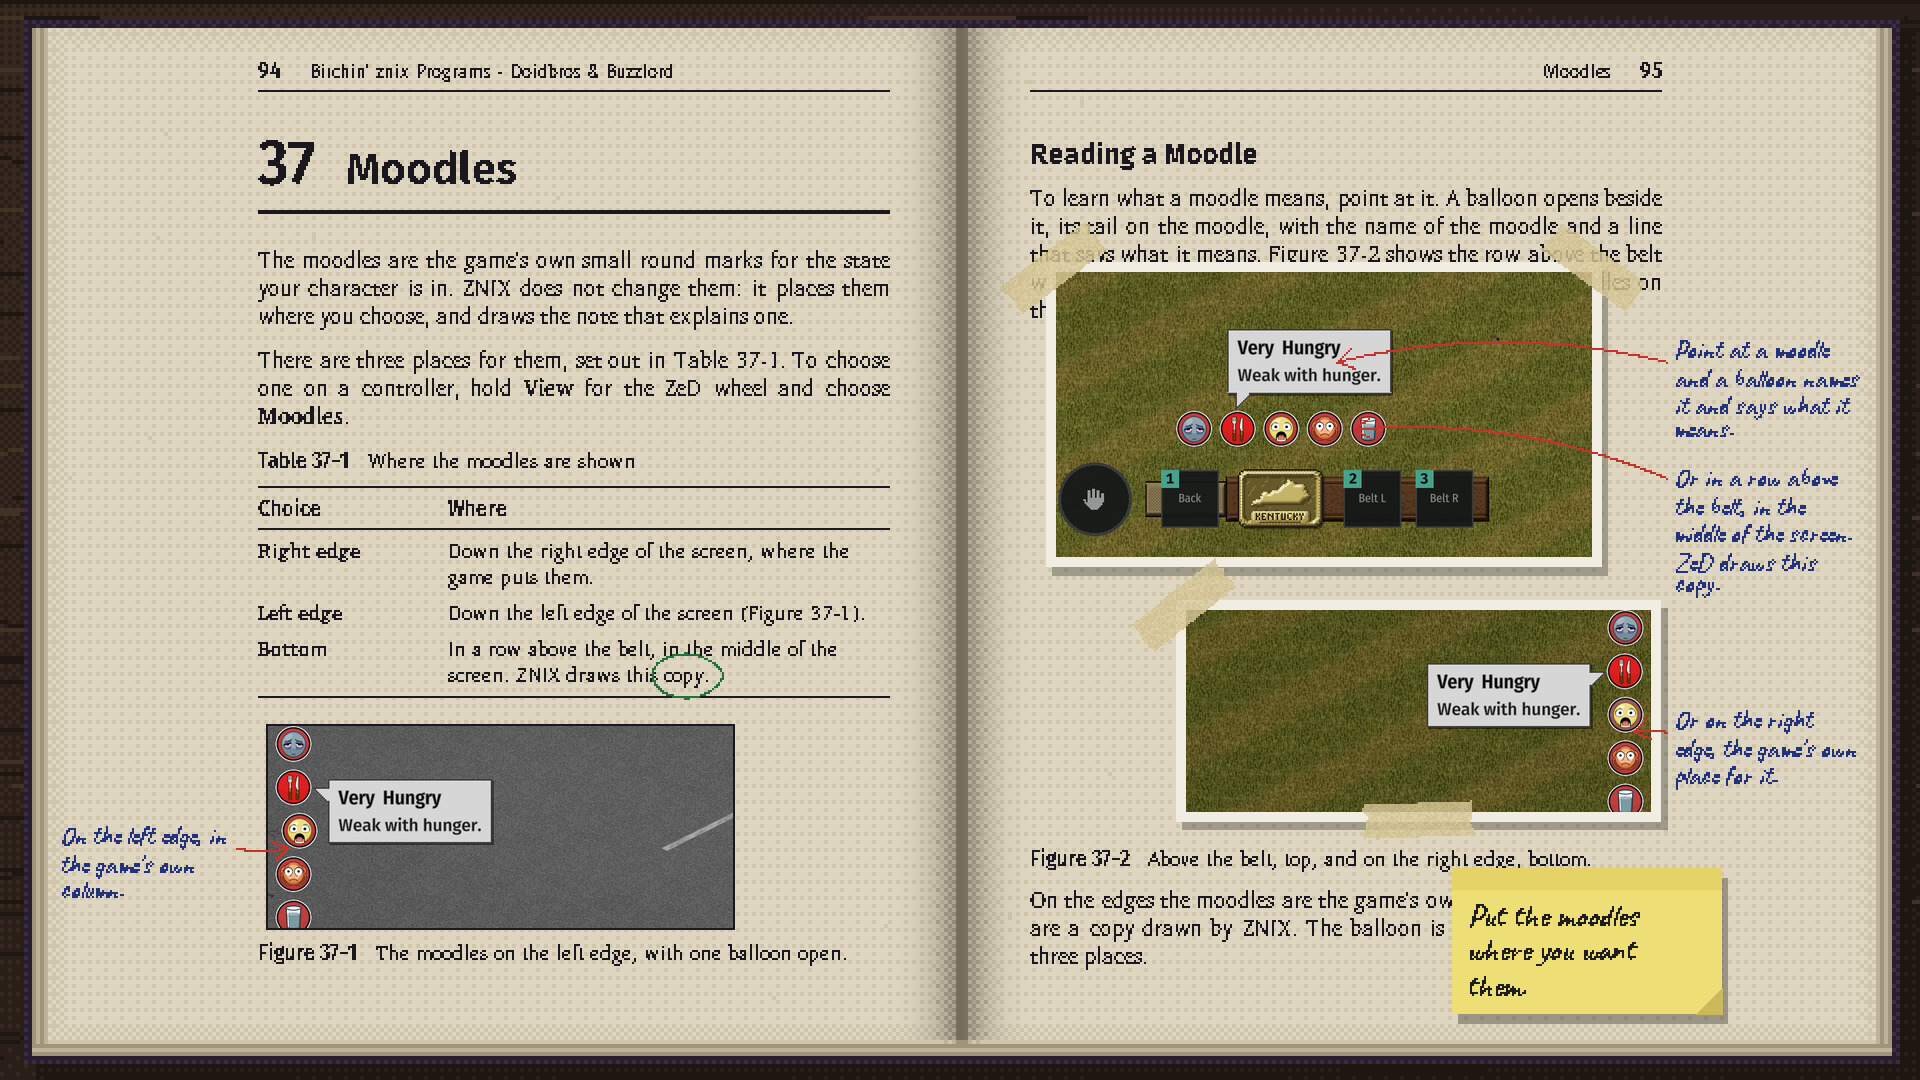 94 Birchin' znix Programs - Doidbros & Buzzlord
37 Moodles
The moodles are the game's own small round marks for the state
your character is in. ZNIX does not change them: it places them
where you choose, and draws the note that explains one.
There are three places for them, set out in Table 37-1. To choose
one on a controller, hold View for the ZeD wheel and choose
Moodles.
Table 37-1 Where the moodles are shown
Choice Where
Right edge Down the right edge of the screen, where the
game puts them.
Left edge Down the left edge of the screen (Figure 37-1).
Bottom In a row above the belt, in the middle of the
screen. ZNIX draws this copy.
Very Hungry
Weak with hunger.
On the left edge, in
the game's own
column.
Figure 37-1 The moodles on the left edge, with one balloon open.
Moodles 95
Reading a Moodle
To learn what a moodle means, point at it. A balloon opens beside
it, its tail on the moodle, with the name of the moodle and a line
that says what it means. Figure 37-2 shows the row above the belt
on
th
Very Hungry
Weak with hunger.
1 Back
KENTUCKY
2 Belt L
3 Belt R
Point at a moodle
and a balloon names
it and says what it
means.
Or in a row above
the belt, in the
middle of the screen.
ZeD draws this
copy.
Very Hungry
Weak with hunger.
Or on the right
edge, the game's own
place for it.
Figure 37-2 Above the belt, top, and on the right edge, bottom.
On the edges the moodles are the game's ow
are a copy drawn by ZNIX. The balloon is
three places.
Put the moodles
where you want
them.